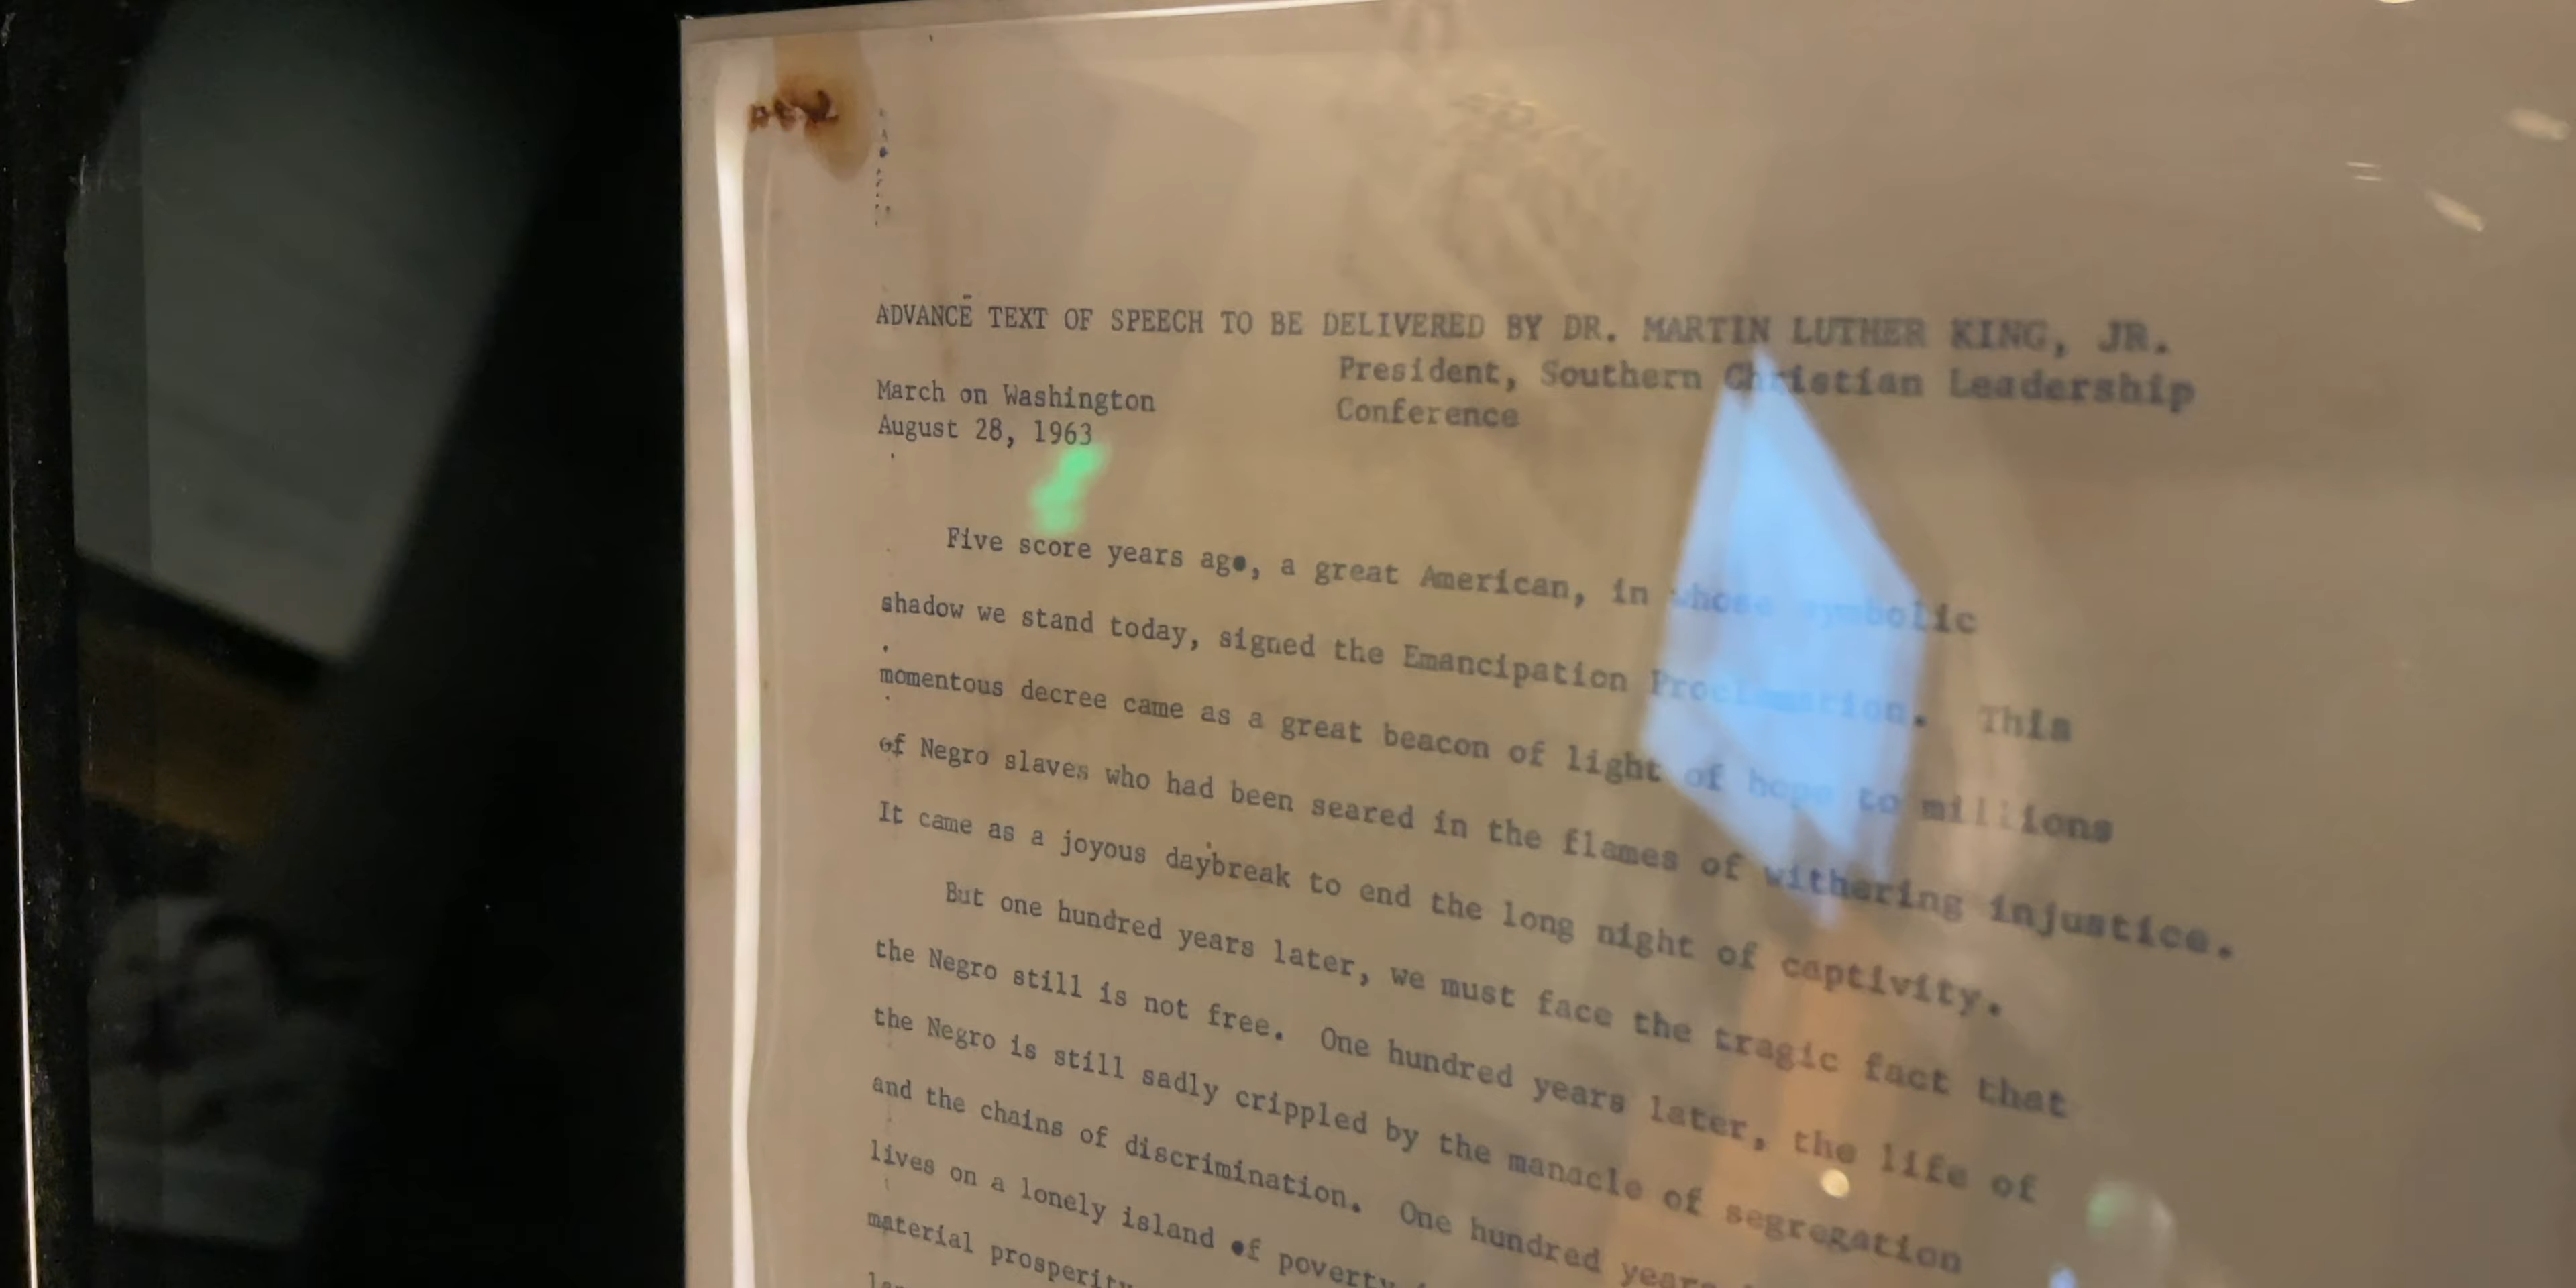 ADVANCE TEXT OF SPEECH TO BE DELIVERED BY DR. MARTIN LUTHER KING, JR.
President, Southern Christian Leadership
Conference
March on Washington
August 28, 1963
Five score years ago, a great American, in whose symbolic
shadow we stand today, signed the Emancipation Proclamation. This
momentous decree came as a great beacon of light of hope to millions
of Negro slaves who had been seared in the flames of withering injustice.
It came as a joyous daybreak to end the long night of captivity.
But one hundred years later, we must face the tragic fact that
the Negro still is not free. One hundred years later, the life of
the Negro is still sadly crippled by the manacle of segregation
and the chains of discrimination. One hundred years
lives on a lonely island of poverty
material prosperity